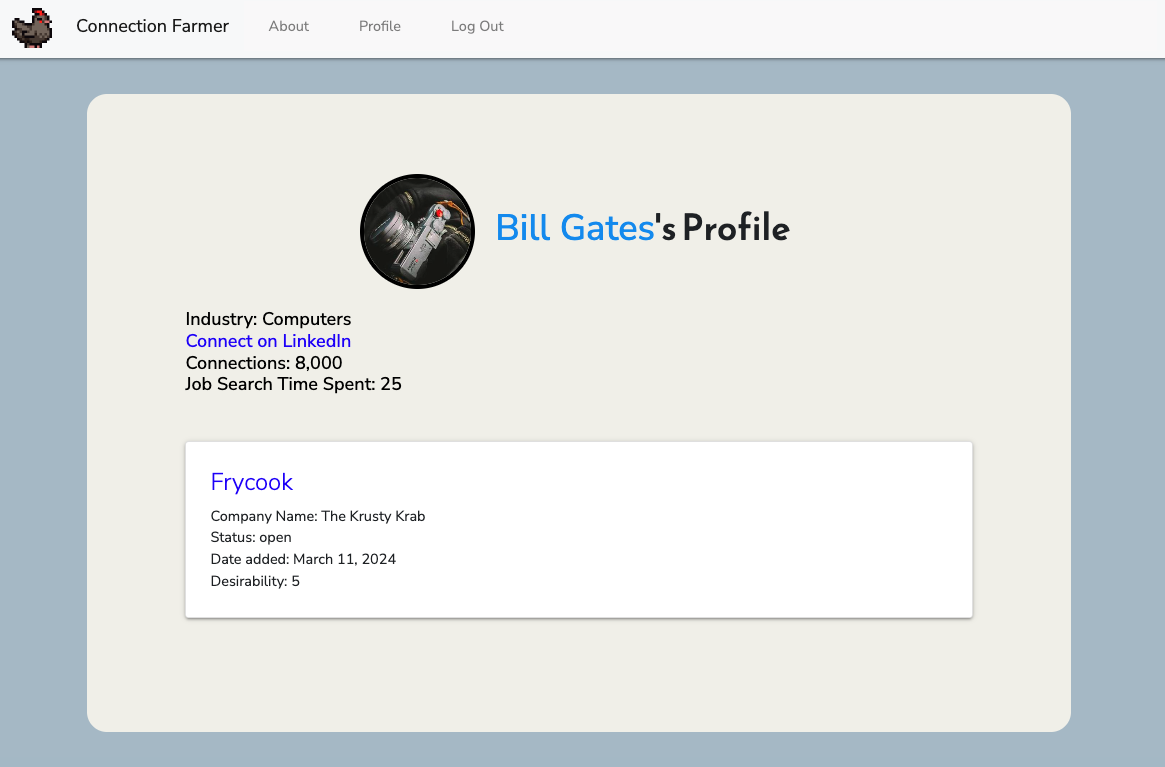 Connection Farmer About Profile Log Out
Bill Gates's Profile
Industry: Computers
Connect on LinkedIn
Connections: 8,000
Job Search Time Spent: 25
Frycook
Company Name: The Krusty Krab
Status: open
Date added: March 11, 2024
Desirability: 5